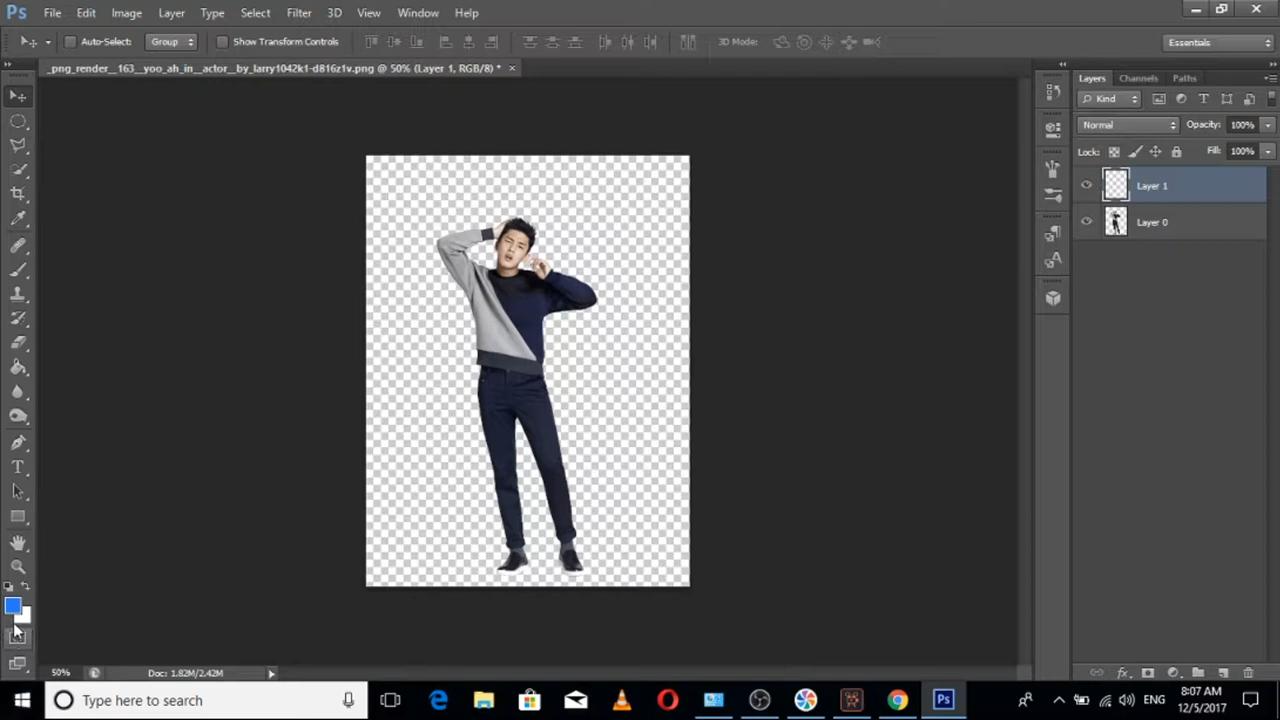 Ps File Edit Image Layer Type Select Filter 3D View Window Help
Auto-Select: Group Show Transform Controls 3D Mode: Essentials
_png_render__163__yoo_ah_in__actor__by_larry1042k1-d816z1v.png @ 50% (Layer 1, RGB/8) *
Layers Channels Paths
Kind
Normal Opacity: 100%
Lock: Fill: 100%
Layer 1
Layer 0
50% Doc: 1.82M/2.42M
Type here to search
Ps
ENG
8:07 AM
12/5/2017